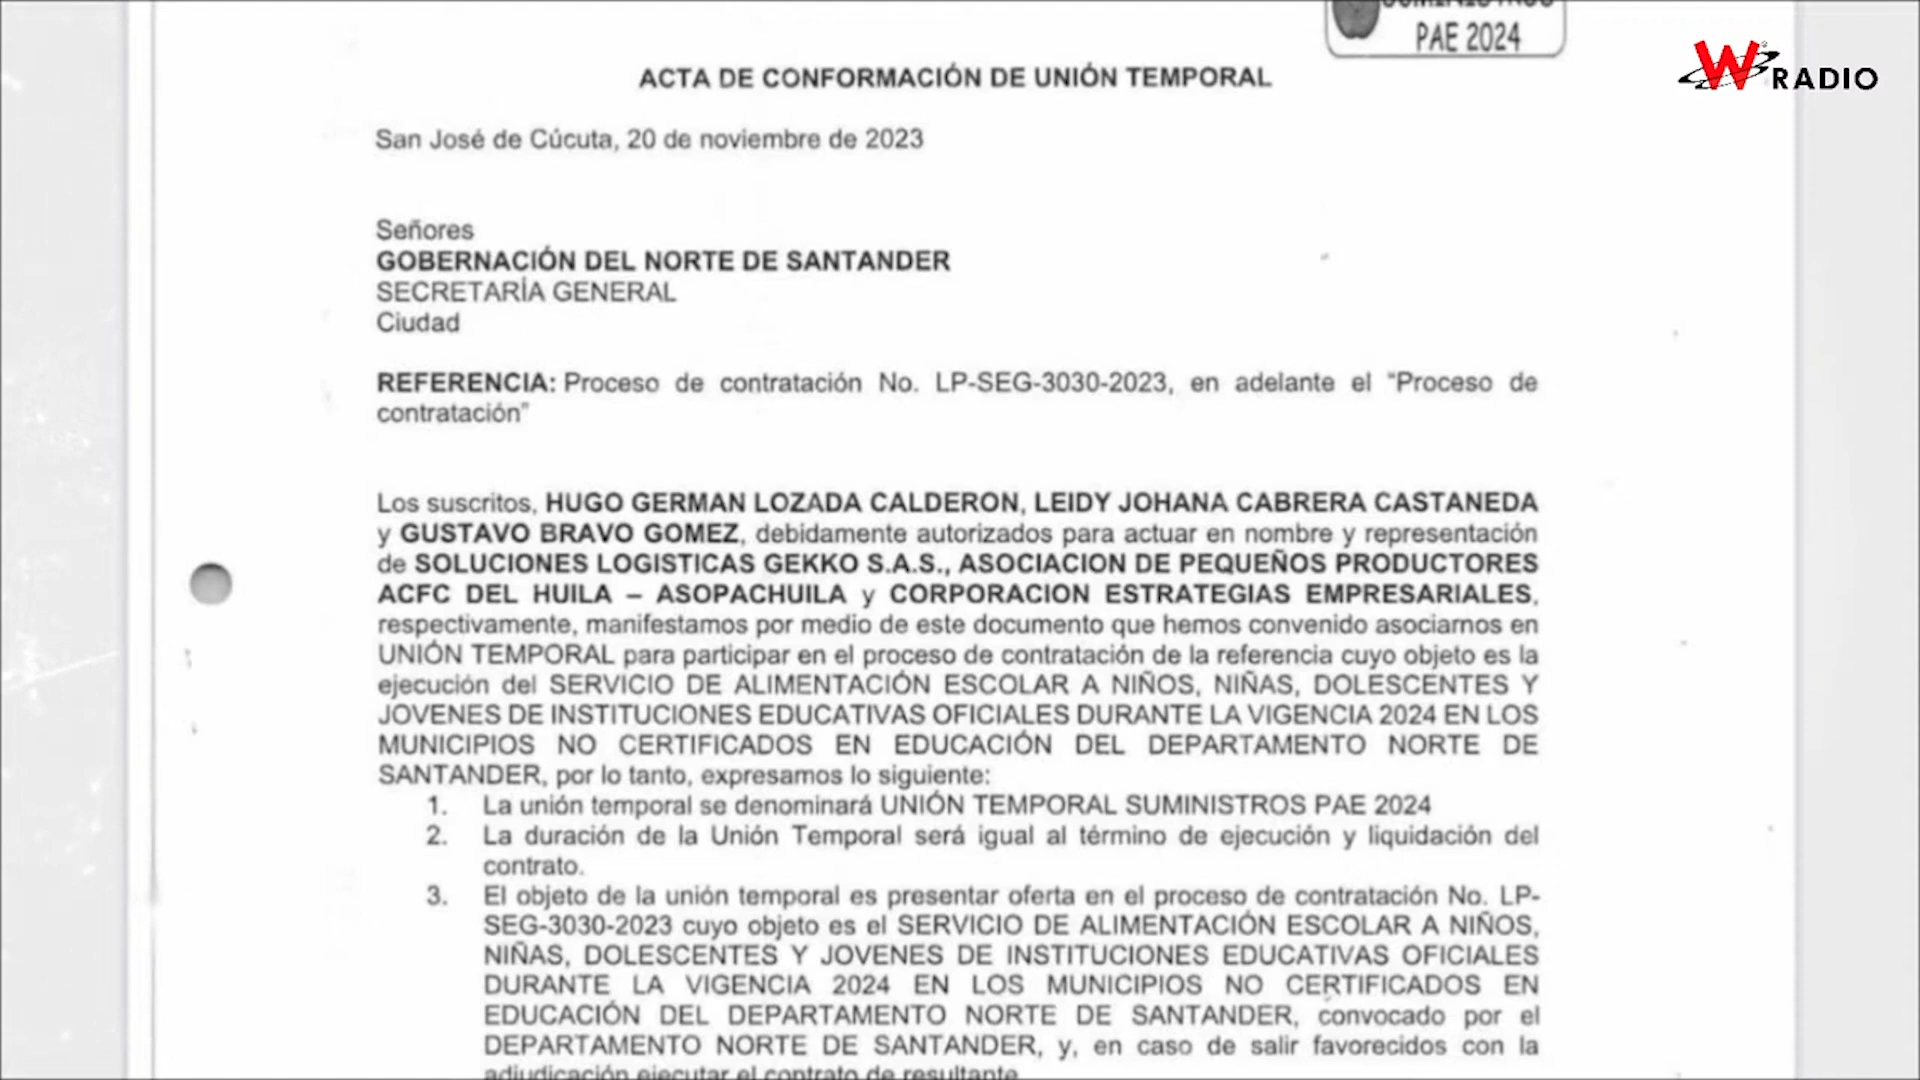 SUMINISTROS
PAE 2024
W RADIO
ACTA DE CONFORMACIÓN DE UNIÓN TEMPORAL
San José de Cúcuta, 20 de noviembre de 2023
Señores
GOBERNACIÓN DEL NORTE DE SANTANDER
SECRETARÍA GENERAL
Ciudad
REFERENCIA: Proceso de contratación No. LP-SEG-3030-2023, en adelante el “Proceso de
contratación”
Los suscritos, HUGO GERMAN LOZADA CALDERON, LEIDY JOHANA CABRERA CASTANEDA
y GUSTAVO BRAVO GOMEZ, debidamente autorizados para actuar en nombre y representación
de SOLUCIONES LOGISTICAS GEKKO S.A.S., ASOCIACION DE PEQUEÑOS PRODUCTORES
ACFC DEL HUILA – ASOPACHUILA y CORPORACION ESTRATEGIAS EMPRESARIALES,
respectivamente, manifestamos por medio de este documento que hemos convenido asociarnos en
UNIÓN TEMPORAL para participar en el proceso de contratación de la referencia cuyo objeto es la
ejecución del SERVICIO DE ALIMENTACIÓN ESCOLAR A NIÑOS, NIÑAS, DOLESCENTES Y
JOVENES DE INSTITUCIONES EDUCATIVAS OFICIALES DURANTE LA VIGENCIA 2024 EN LOS
MUNICIPIOS NO CERTIFICADOS EN EDUCACIÓN DEL DEPARTAMENTO NORTE DE
SANTANDER, por lo tanto, expresamos lo siguiente:
1. La unión temporal se denominará UNIÓN TEMPORAL SUMINISTROS PAE 2024
2. La duración de la Unión Temporal será igual al término de ejecución y liquidación del
contrato.
3. El objeto de la unión temporal es presentar oferta en el proceso de contratación No. LP-
SEG-3030-2023 cuyo objeto es el SERVICIO DE ALIMENTACIÓN ESCOLAR A NIÑOS,
NIÑAS, DOLESCENTES Y JOVENES DE INSTITUCIONES EDUCATIVAS OFICIALES
DURANTE LA VIGENCIA 2024 EN LOS MUNICIPIOS NO CERTIFICADOS EN
EDUCACIÓN DEL DEPARTAMENTO NORTE DE SANTANDER, convocado por el
DEPARTAMENTO NORTE DE SANTANDER, y, en caso de salir favorecidos con la
adjudicación ejecutar el contrato de resultante